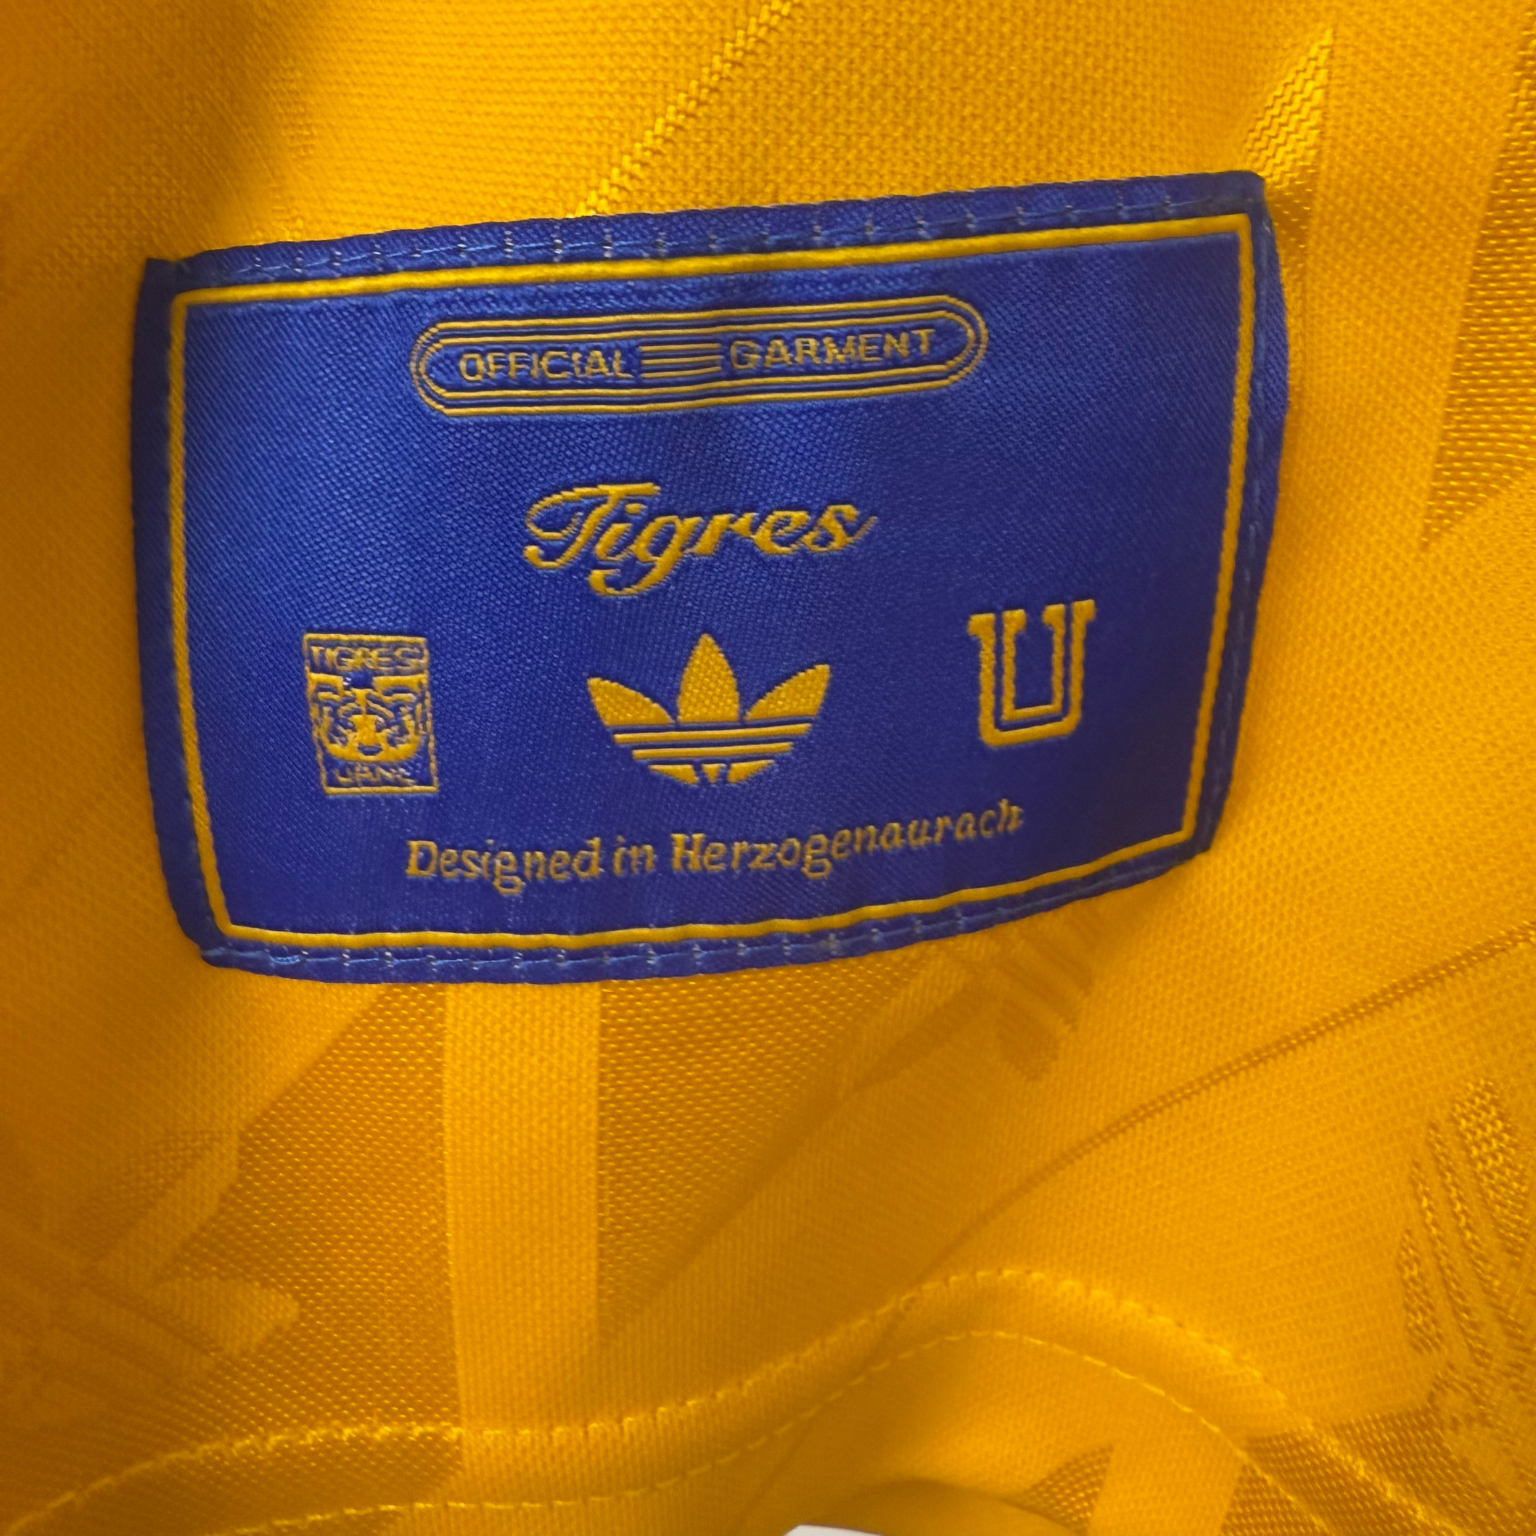 OFFICIAL GARMENT
Tigres
TIGRES
UANL
U
Designed in Herzogenaurach